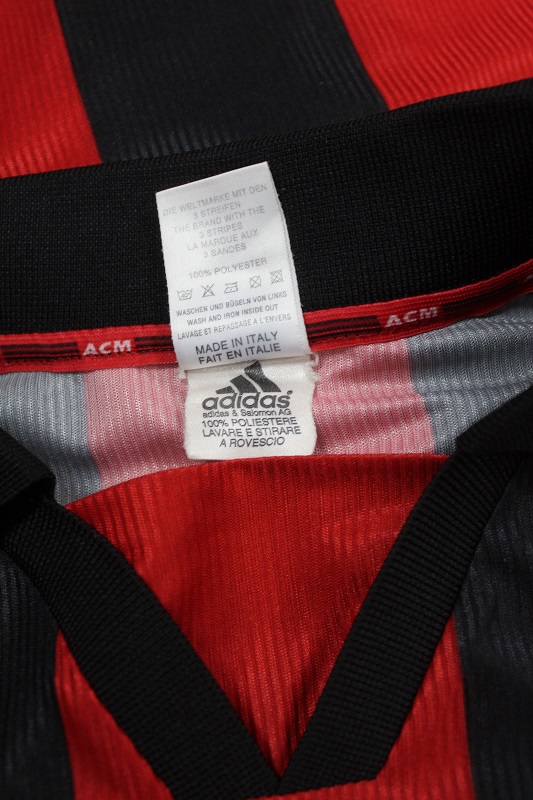 DIE WELTMARKE MIT DEN
3 STREIFEN
THE BRAND WITH THE
3 STRIPES
LA MARQUE AUX
3 BANDES
100% POLYESTER
WASCHEN UND BÜGELN VON LINKS
WASH AND IRON INSIDE OUT
LAVAGE ET REPASSAGE A L'ENVERS
MADE IN ITALY
FAIT EN ITALIE
ACM
ACM
adidas
adidas & Salomon AG
100% POLIESTERE
LAVARE E STIRARE
A ROVESCIO